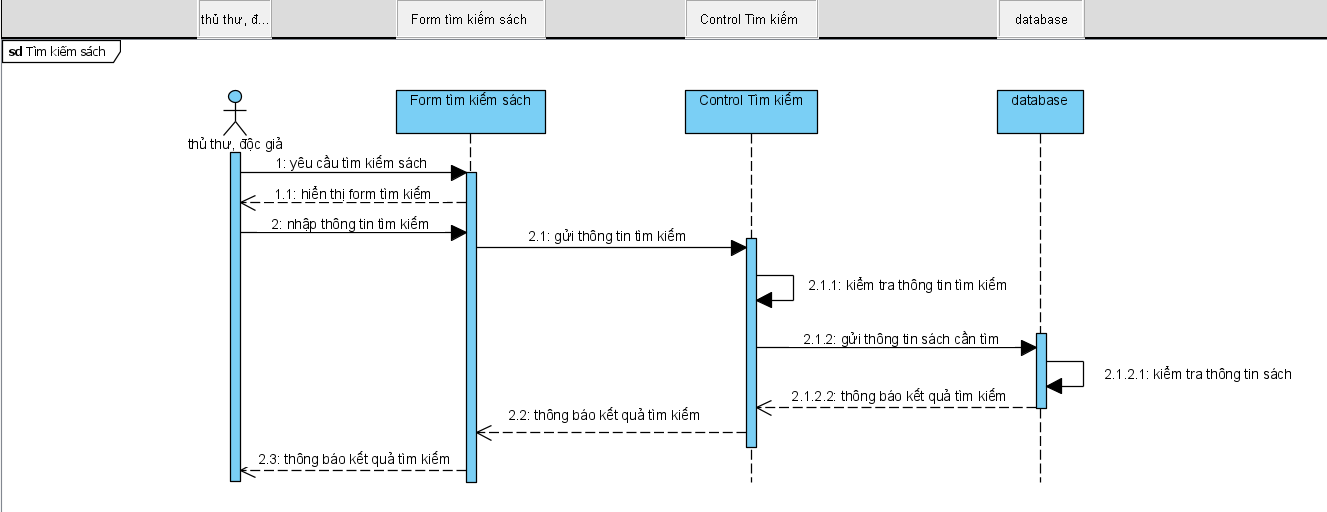 thủ thư, đ...
Form tìm kiếm sách
Control Tìm kiếm
database
sd Tìm kiếm sách
Form tìm kiếm sách
Control Tìm kiếm
database
thủ thư, độc giả
1: yêu cầu tìm kiếm sách
1.1: hiển thị form tìm kiếm
2: nhập thông tin tìm kiếm
2.1: gửi thông tin tìm kiếm
2.1.1: kiểm tra thông tin tìm kiếm
2.1.2: gửi thông tin sách cần tìm
2.1.2.1: kiểm tra thông tin sách
2.1.2.2: thông báo kết quả tìm kiếm
2.2: thông báo kết quả tìm kiếm
2.3: thông báo kết quả tìm kiếm